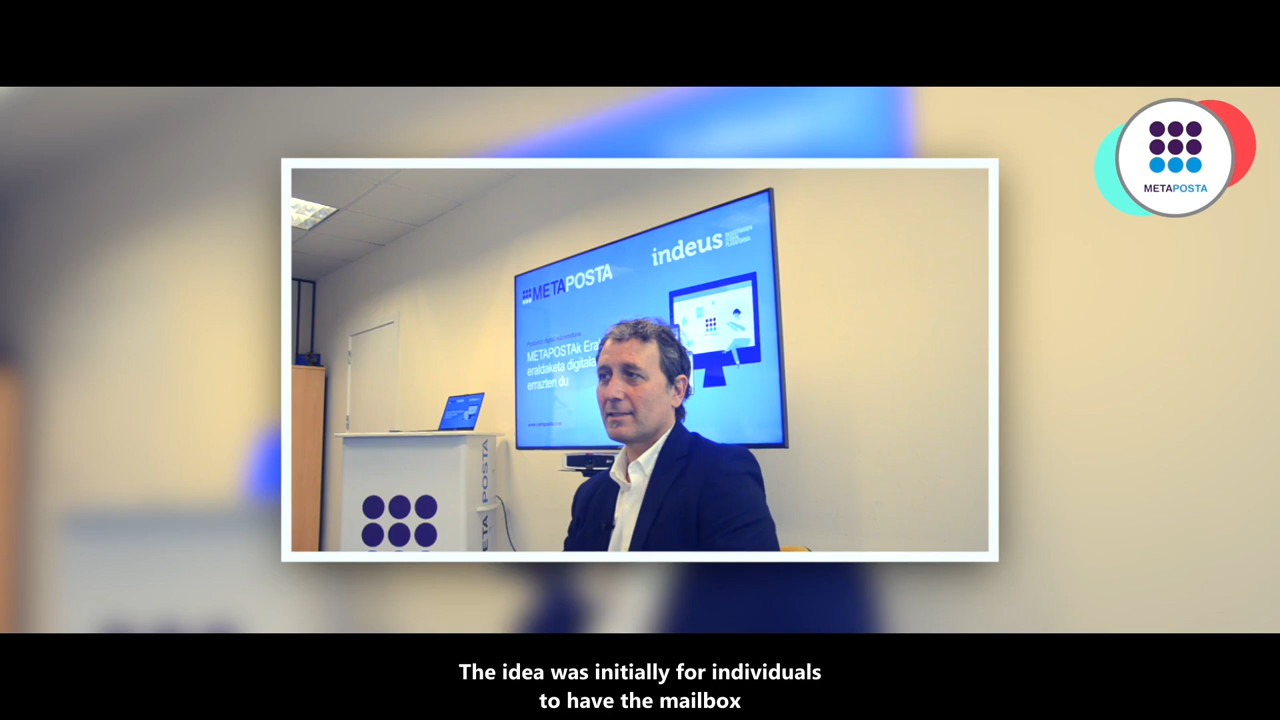 METAPOSTA
indeus
METAPOSTA
METAPOSTAk Era
eraldaketa digitala
errazten du
METAPOSTA
The idea was initially for individuals
to have the mailbox